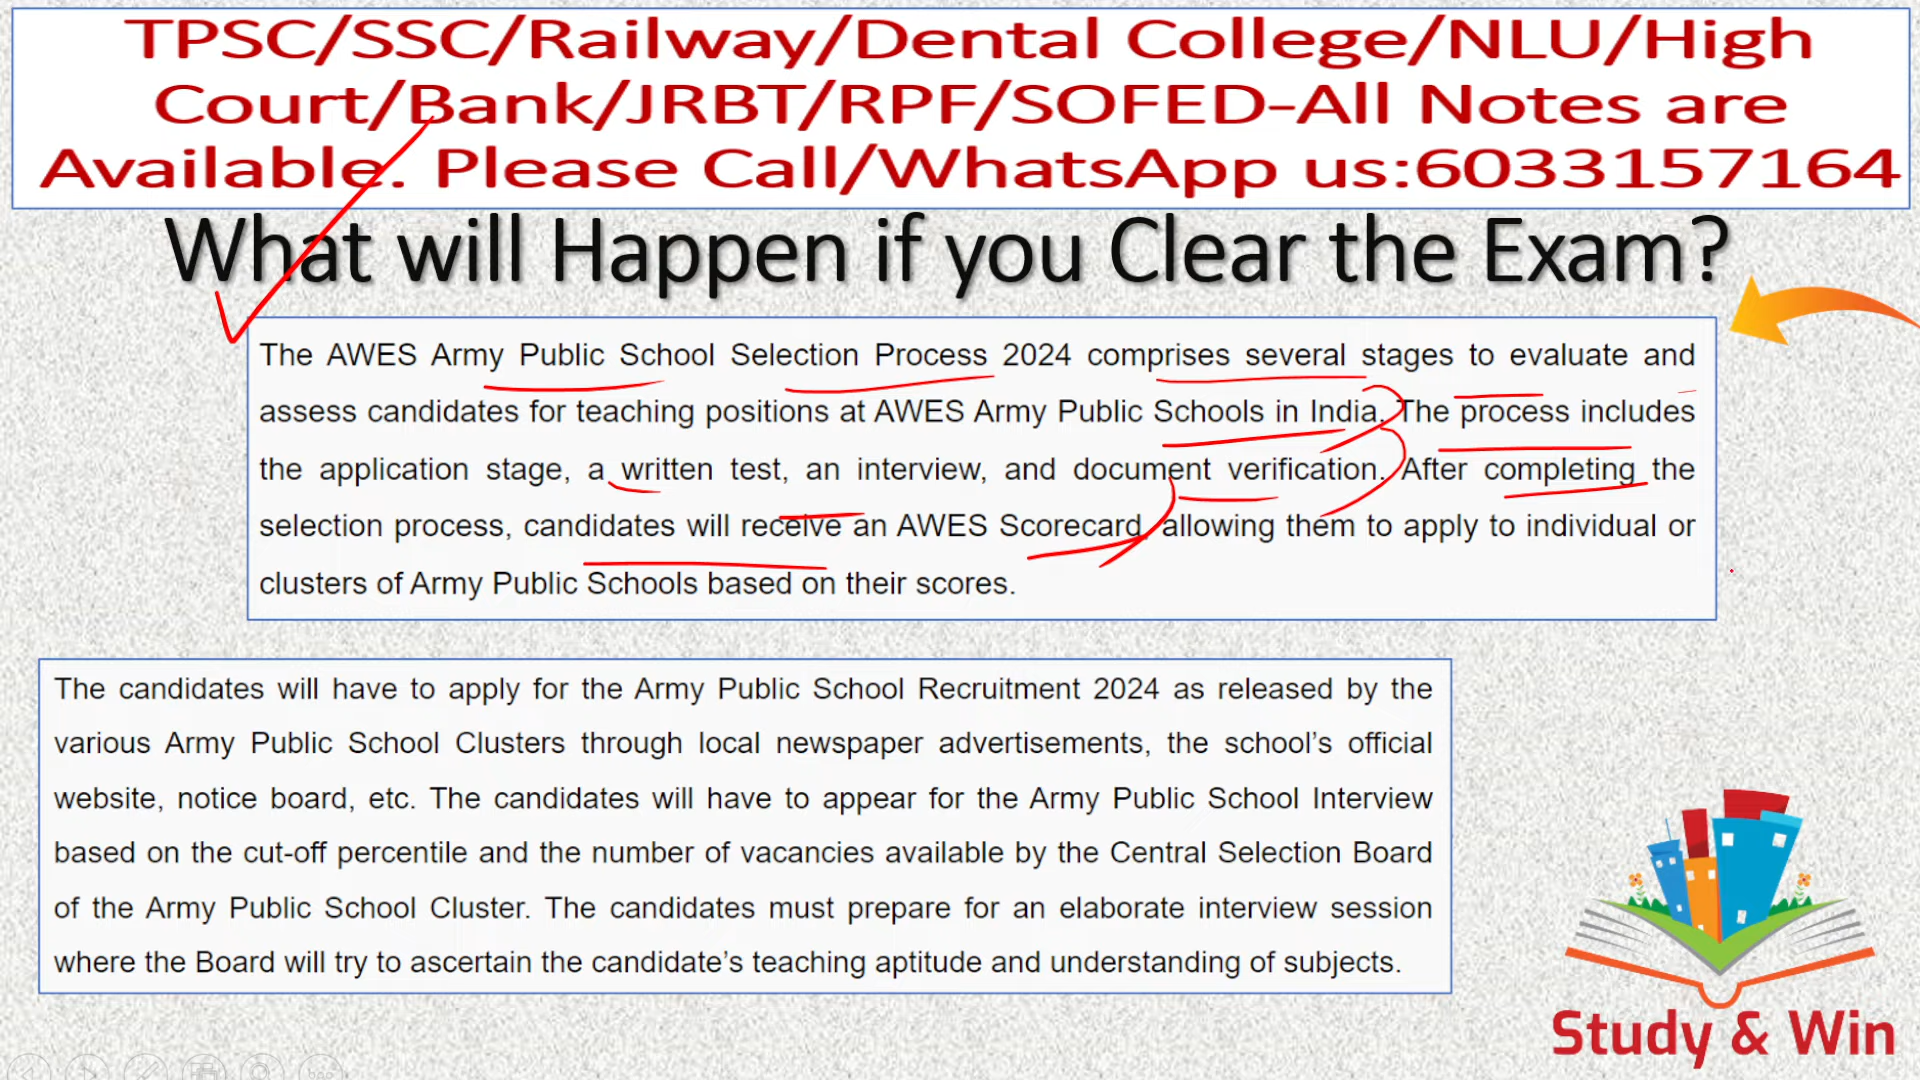 TPSC/SSC/Railway/Dental College/NLU/High
Court/Bank/JRBT/RPF/SOFED-All Notes are
Available. Please Call/WhatsApp us:6033157164
What will Happen if you Clear the Exam?
The AWES Army Public School Selection Process 2024 comprises several stages to evaluate and
assess candidates for teaching positions at AWES Army Public Schools in India. The process includes
the application stage, a written test, an interview, and document verification. After completing the
selection process, candidates will receive an AWES Scorecard, allowing them to apply to individual or
clusters of Army Public Schools based on their scores.
The candidates will have to apply for the Army Public School Recruitment 2024 as released by the
various Army Public School Clusters through local newspaper advertisements, the school's official
website, notice board, etc. The candidates will have to appear for the Army Public School Interview
based on the cut-off percentile and the number of vacancies available by the Central Selection Board
of the Army Public School Cluster. The candidates must prepare for an elaborate interview session
where the Board will try to ascertain the candidate's teaching aptitude and understanding of subjects.
Study & Win